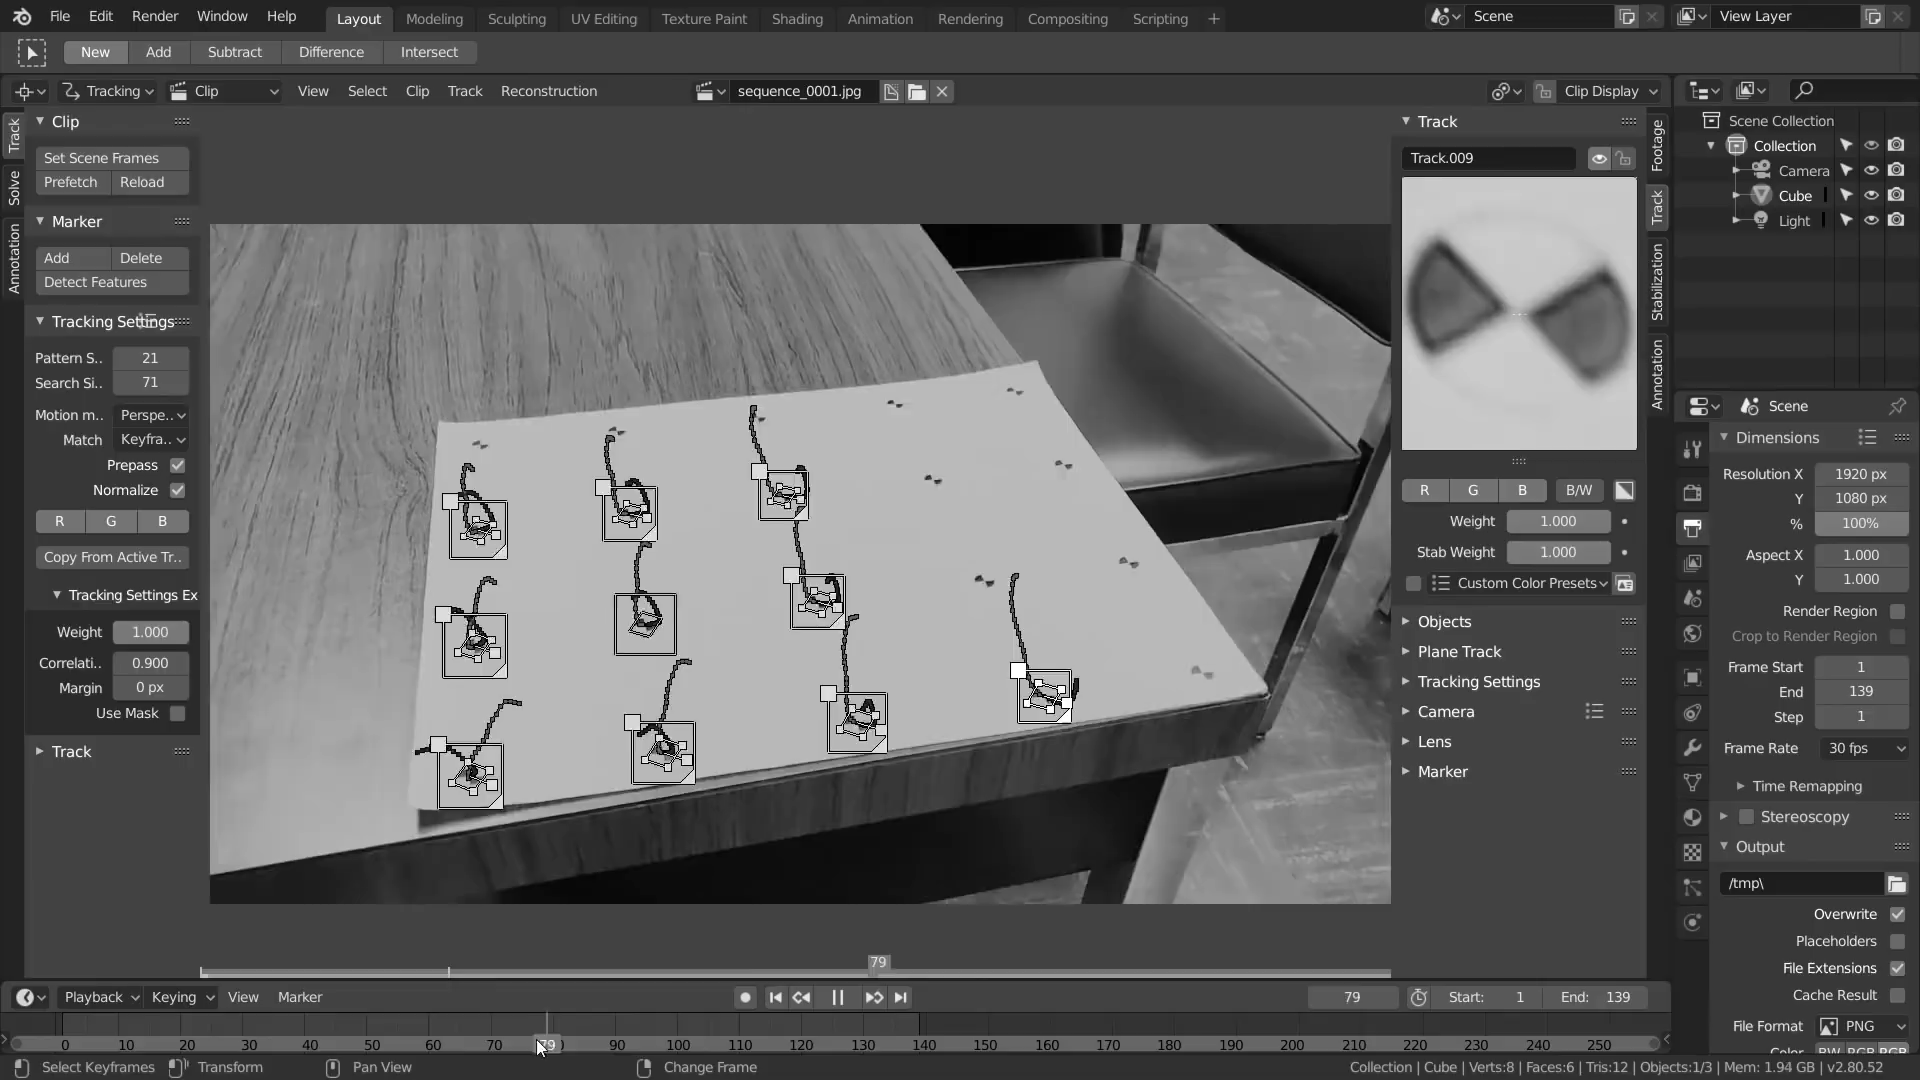 File Edit Render Window Help
Layout Modeling Sculpting UV Editing Texture Paint Shading Animation Rendering Compositing Scripting +
Scene
View Layer
New Add Subtract Difference Intersect
Tracking Clip View Select Clip Track Reconstruction
sequence_0001.jpg
Clip Display
Track
Solve
Annotation
Clip
Set Scene Frames
Prefetch Reload
Marker
Add Delete
Detect Features
Tracking Settings
Pattern S.. 21
Search Si.. 71
Motion m.. Perspe..
Match Keyfra..
Prepass
Normalize
R G B
Copy From Active Tr..
Tracking Settings Ex
Weight 1.000
Correlati.. 0.900
Margin 0 px
Use Mask
Track
Track
Track.009
R G B B/W
Weight 1.000
Stab Weight 1.000
Custom Color Presets
Objects
Plane Track
Tracking Settings
Camera
Lens
Marker
Footage
Track
Stabilization
Annotation
Scene Collection
Collection
Camera
Cube
Light
Scene
Dimensions
Resolution X 1920 px
Y 1080 px
% 100%
Aspect X 1.000
Y 1.000
Render Region
Crop to Render Region
Frame Start 1
End 139
Step 1
Frame Rate 30 fps
Time Remapping
Stereoscopy
Output
/tmp\
Overwrite
Placeholders
File Extensions
Cache Result
File Format PNG
Color BW RGB RGB
79
Playback Keying View Marker
79 Start: 1 End: 139
0 10 20 30 40 50 60 70 79 90 100 110 120 130 140 150 160 170 180 190 200 210 220 230 240 250
Select Keyframes Transform Pan View Change Frame
Collection | Cube | Verts:8 | Faces:6 | Tris:12 | Objects:1/3 | Mem: 1.94 GB | v2.80.52